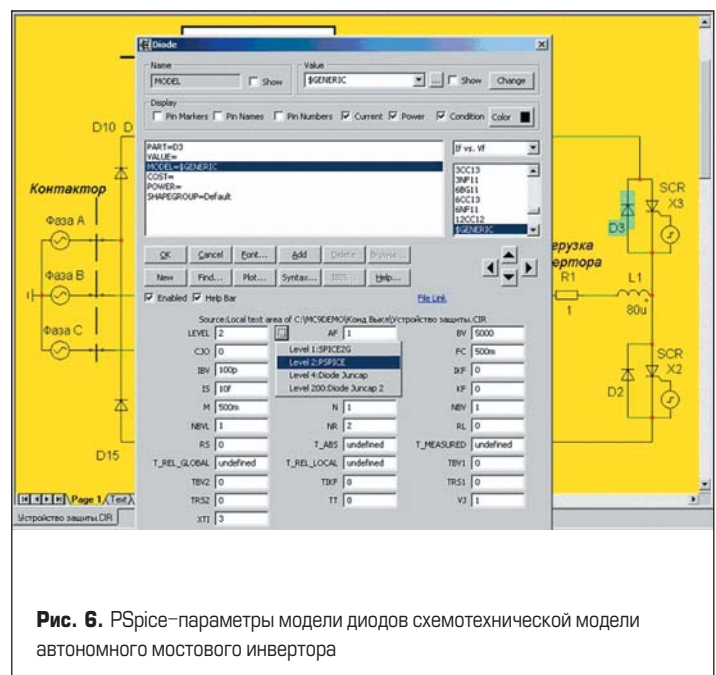 Diode
Name
MODEL
Show
Value
$GENERIC
...
Show
Change
Display
Pin Markers
Pin Names
Pin Numbers
Current
Power
Condition
Color
PART=D3
VALUE=
MODEL=$GENERIC
COST=
POWER=
SHAPEGROUP=Default
If vs. Vf
3CC13
3NF11
6BG11
6CC13
6NF11
12CC12
$GENERIC
OK
Cancel
Font...
Add
Delete
Browse...
New
Find...
Plot...
Syntax...
IBIS...
Help...
Enabled
Help Bar
File Link
Source:Local text area of C:\MC9DEMO\Конд Выкл\Устройство защиты.CIR
LEVEL 2 AF 1 BV 5000
CJO 0 FC 500m
IBV 100p IKF 0
IS 10f KF 0
M 500m N 1 NBV 1
NBVL 1 NR 2 RL 0
RS 0 T_ABS undefined T_MEASURED undefined
T_REL_GLOBAL undefined T_REL_LOCAL undefined TBV1 0
TBV2 0 TIKF 0 TRS1 0
TRS2 0 TT 0 VJ 1
XTI 3
Level 1:SPICE2G
Level 2:PSPICE
Level 4:Diode Juncap
Level 200:Diode Juncap 2
D10 D
Контактор
Фаза A
Фаза B
Фаза C
D15
SCR
X3
D3
R1
1
L1
80u
SCR
X2
D2
Page 1
Text
Устройство защиты.CIR
Рис. 6. PSpice-параметры модели диодов схемотехнической модели
автономного мостового инвертора